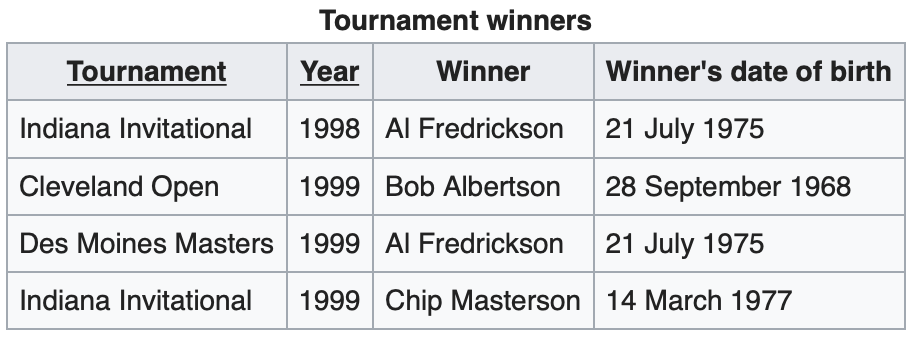 Tournament winners
Tournament Year Winner Winner's date of birth
Indiana Invitational 1998 Al Fredrickson 21 July 1975
Cleveland Open 1999 Bob Albertson 28 September 1968
Des Moines Masters 1999 Al Fredrickson 21 July 1975
Indiana Invitational 1999 Chip Masterson 14 March 1977